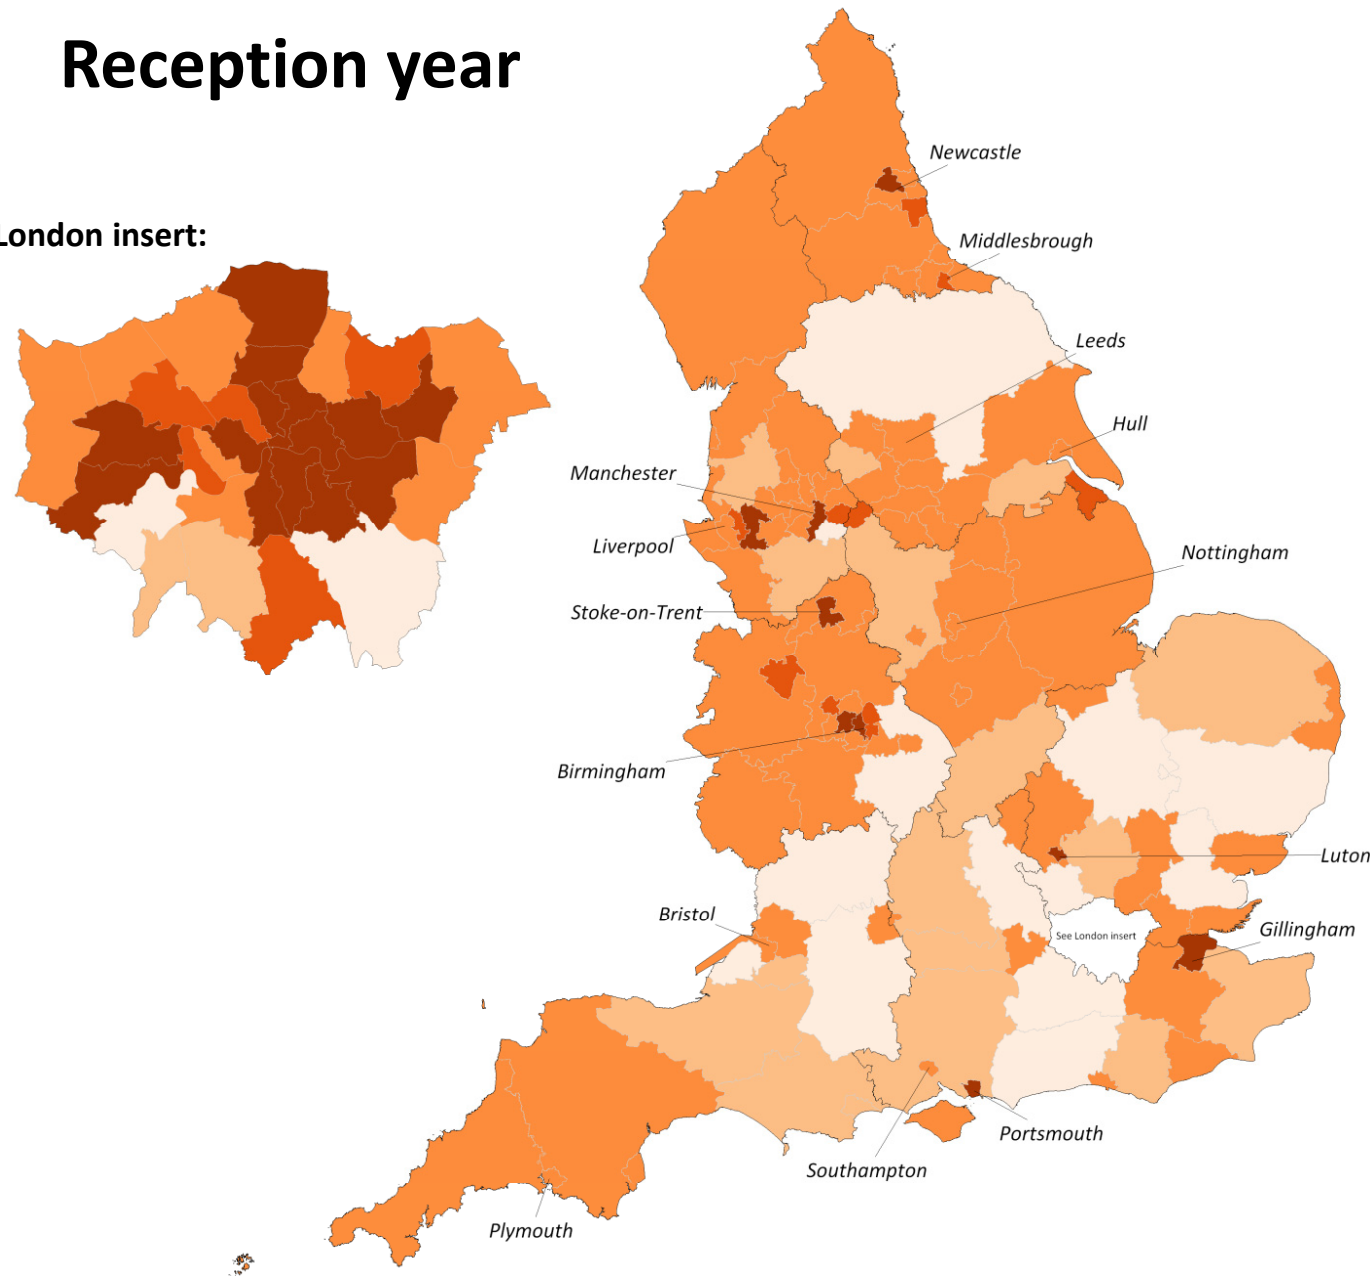 Reception year
London insert:
Newcastle
Middlesbrough
Leeds
Hull
Manchester
Liverpool
Nottingham
Stoke-on-Trent
Birmingham
Luton
Bristol
See London insert
Gillingham
Portsmouth
Southampton
Plymouth